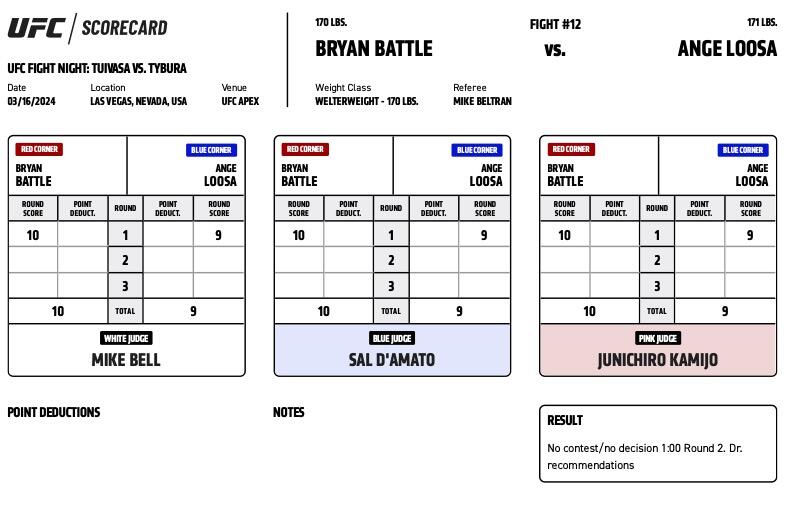 UFC / SCORECARD
UFC FIGHT NIGHT: TUIVASA VS. TYBURA
Date Location Venue
03/16/2024 LAS VEGAS, NEVADA, USA UFC APEX
170 LBS. FIGHT #12 171 LBS.
BRYAN BATTLE vs. ANGE LOOSA
Weight Class Referee
WELTERWEIGHT - 170 LBS. MIKE BELTRAN
RED CORNER BLUE CORNER
BRYAN ANGE
BATTLE LOOSA
ROUND POINT ROUND POINT ROUND
SCORE DEDUCT. DEDUCT. SCORE
10 1 9
2
3
10 TOTAL 9
WHITE JUDGE
MIKE BELL
RED CORNER BLUE CORNER
BRYAN ANGE
BATTLE LOOSA
ROUND POINT ROUND POINT ROUND
SCORE DEDUCT. DEDUCT. SCORE
10 1 9
2
3
10 TOTAL 9
BLUE JUDGE
SAL D'AMATO
RED CORNER BLUE CORNER
BRYAN ANGE
BATTLE LOOSA
ROUND POINT ROUND POINT ROUND
SCORE DEDUCT. DEDUCT. SCORE
10 1 9
2
3
10 TOTAL 9
PINK JUDGE
JUNICHIRO KAMIJO
POINT DEDUCTIONS
NOTES
RESULT
No contest/no decision 1:00 Round 2. Dr.
recommendations